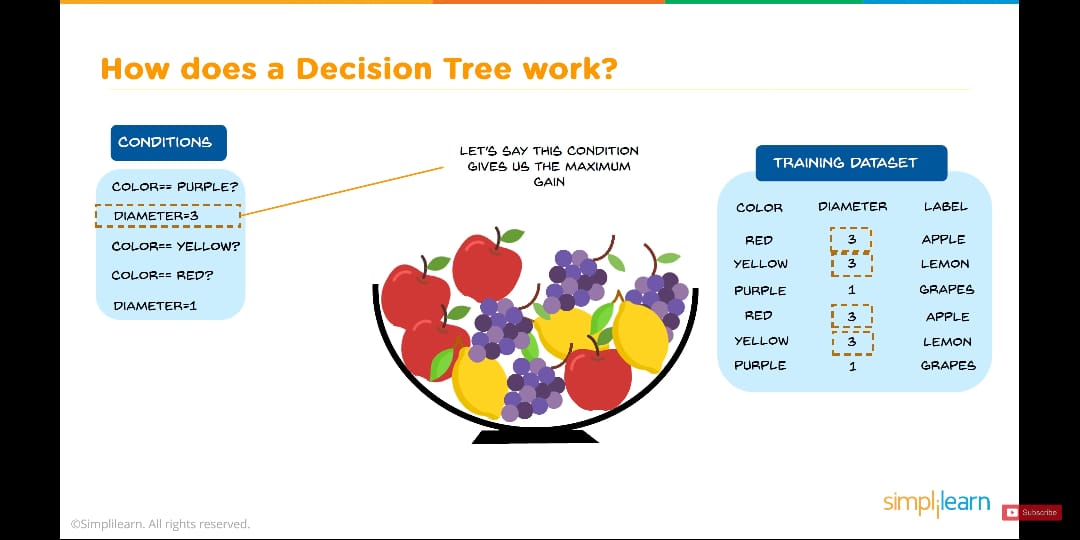 How does a Decision Tree work?
CONDITIONS
COLOR== PURPLE?
DIAMETER=3
COLOR== YELLOW?
COLOR== RED?
DIAMETER=1
LET'S SAY THIS CONDITION
GIVES US THE MAXIMUM
GAIN
TRAINING DATASET
COLOR DIAMETER LABEL
RED 3 APPLE
YELLOW 3 LEMON
PURPLE 1 GRAPES
RED 3 APPLE
YELLOW 3 LEMON
PURPLE 1 GRAPES
simplilearn
Subscribe
©Simplilearn. All rights reserved.